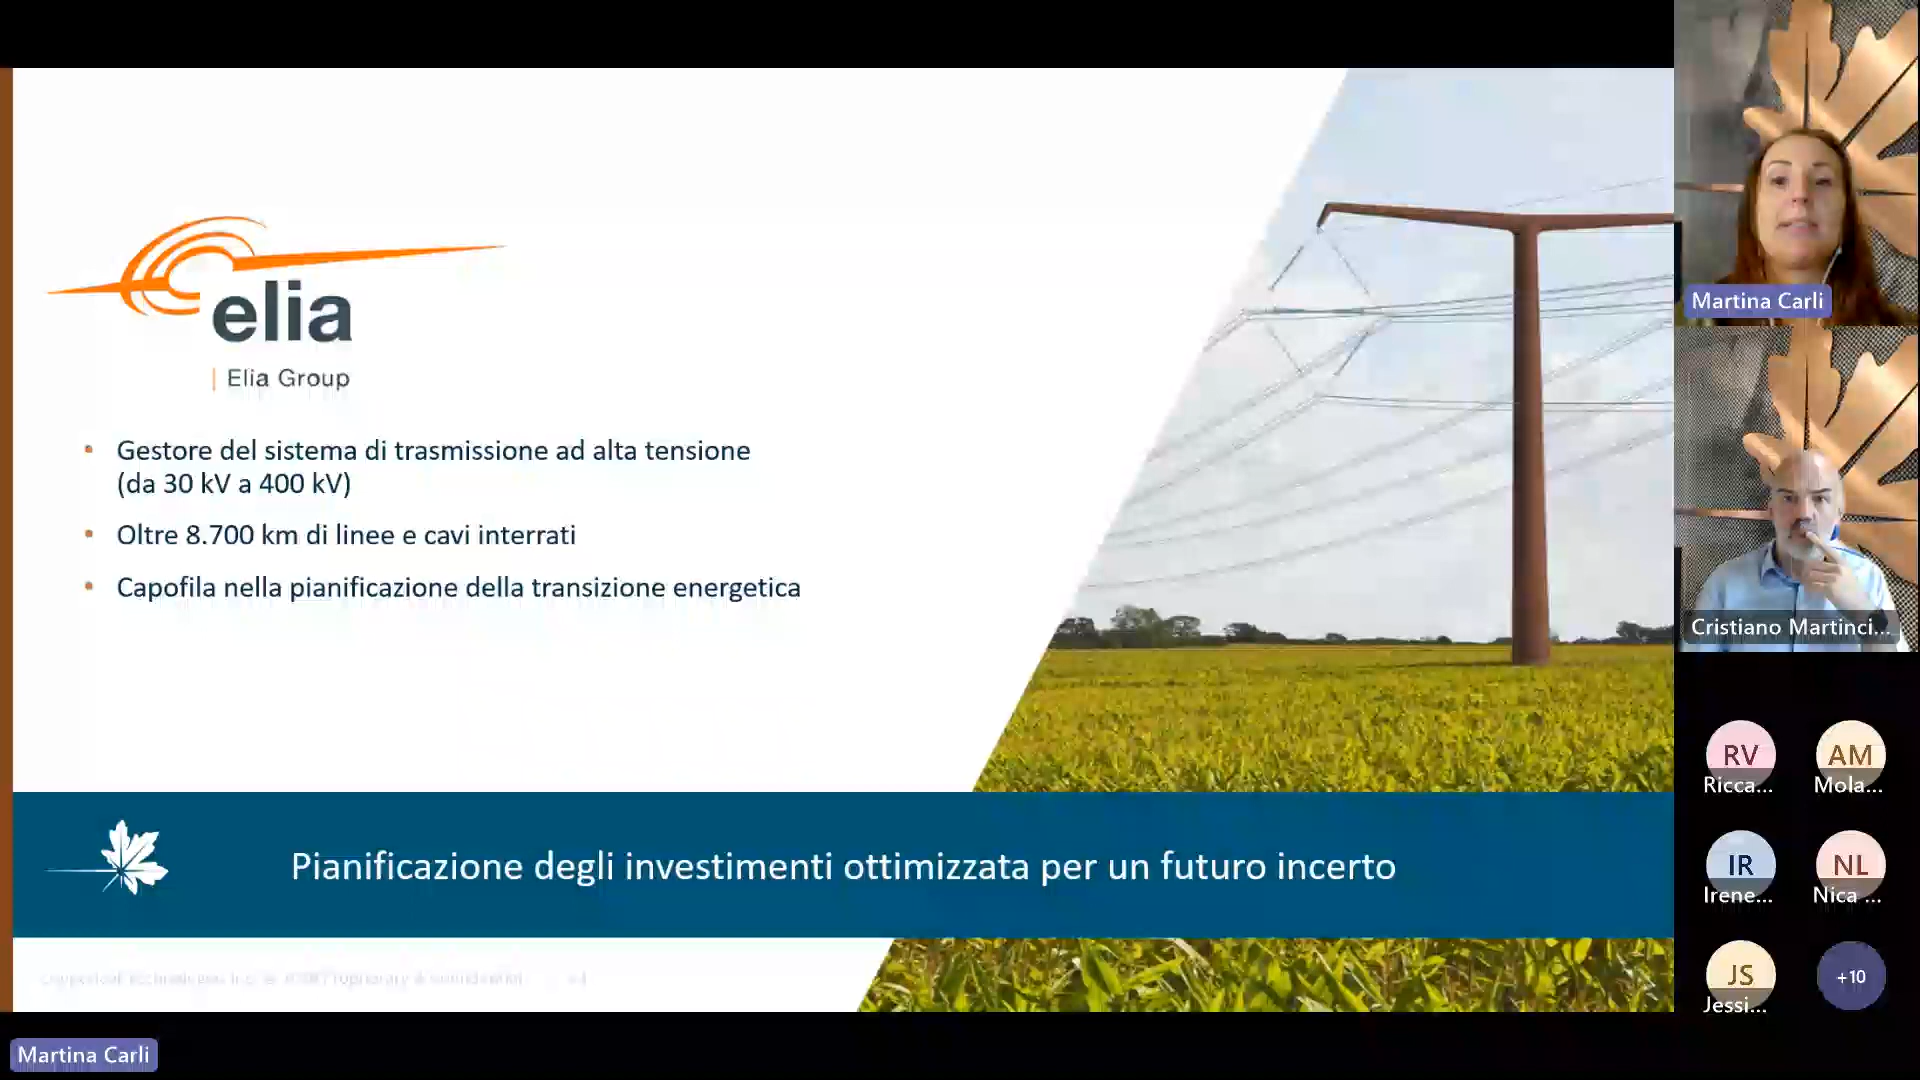 elia
Elia Group
• Gestore del sistema di trasmissione ad alta tensione
(da 30 kV a 400 kV)
• Oltre 8.700 km di linee e cavi interrati
• Capofila nella pianificazione della transizione energetica
Pianificazione degli investimenti ottimizzata per un futuro incerto
Martina Carli
Martina Carli
Cristiano Martinci...
RV
Ricca...
AM
Mola...
IR
Irene...
NL
Nica ...
JS
Jessi...
+10